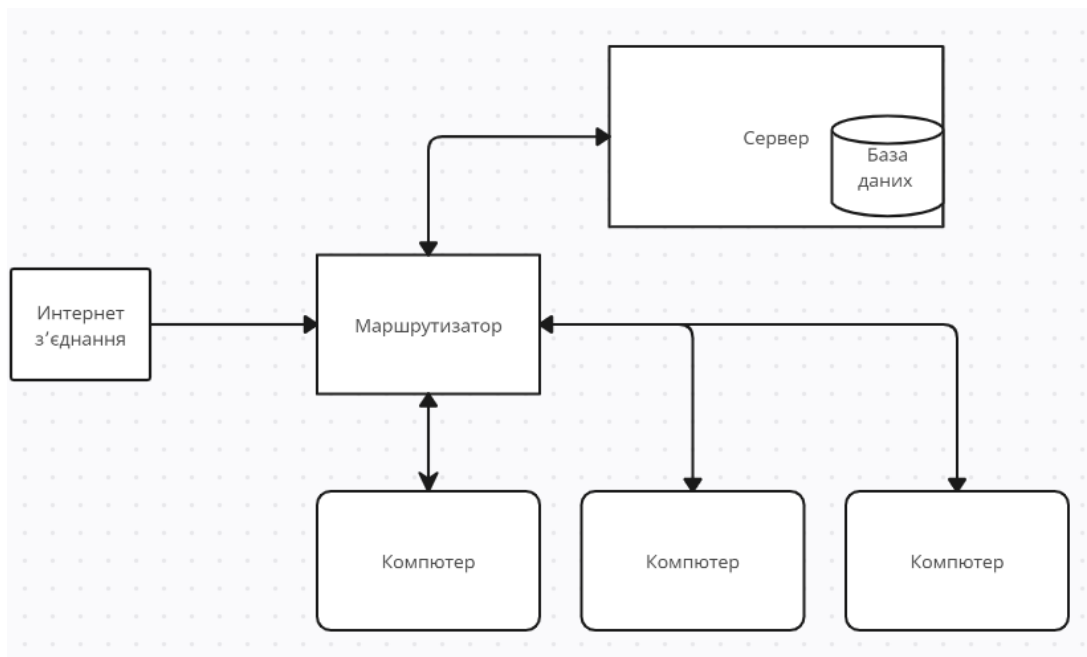 Сервер
База
даних
Интернет
з’єднання
Маршрутизатор
Компютер
Компютер
Компютер